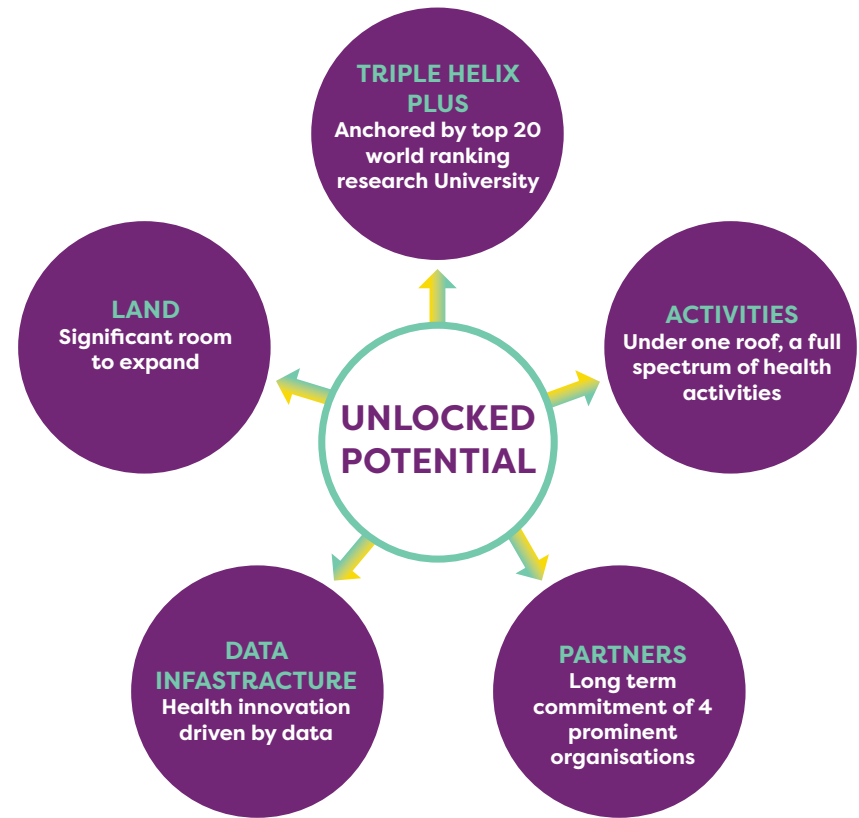 TRIPLE HELIX
PLUS
Anchored by top 20
world ranking
research University
LAND
Significant room
to expand
ACTIVITIES
Under one roof, a full
spectrum of health
activities
UNLOCKED
POTENTIAL
DATA
INFASTRACTURE
Health innovation
driven by data
PARTNERS
Long term
commitment of 4
prominent
organisations